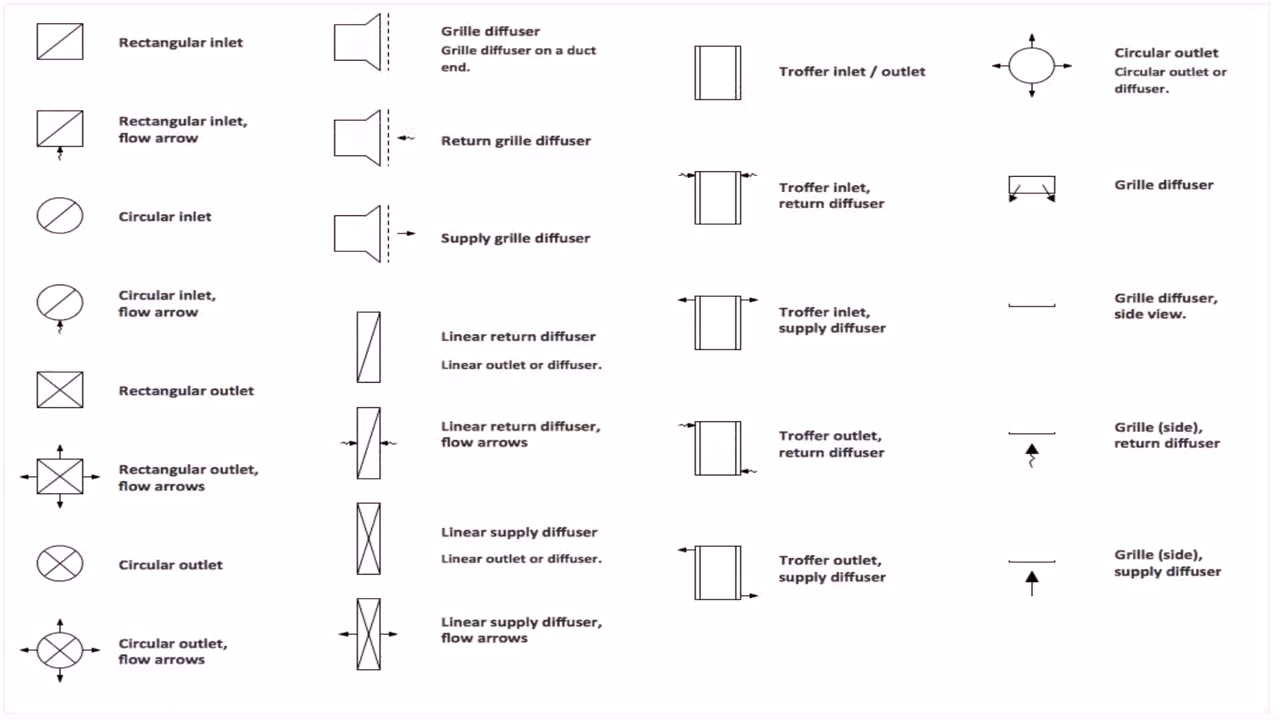 Rectangular inlet
Rectangular inlet,
flow arrow
Circular inlet
Circular inlet,
flow arrow
Rectangular outlet
Rectangular outlet,
flow arrows
Circular outlet
Circular outlet,
flow arrows
Grille diffuser
Grille diffuser on a duct
end.
Return grille diffuser
Supply grille diffuser
Linear return diffuser
Linear outlet or diffuser.
Linear return diffuser,
flow arrows
Linear supply diffuser
Linear outlet or diffuser.
Linear supply diffuser,
flow arrows
Troffer inlet / outlet
Troffer inlet,
return diffuser
Troffer inlet,
supply diffuser
Troffer outlet,
return diffuser
Troffer outlet,
supply diffuser
Circular outlet
Circular outlet or
diffuser.
Grille diffuser
Grille diffuser,
side view.
Grille (side),
return diffuser
Grille (side),
supply diffuser